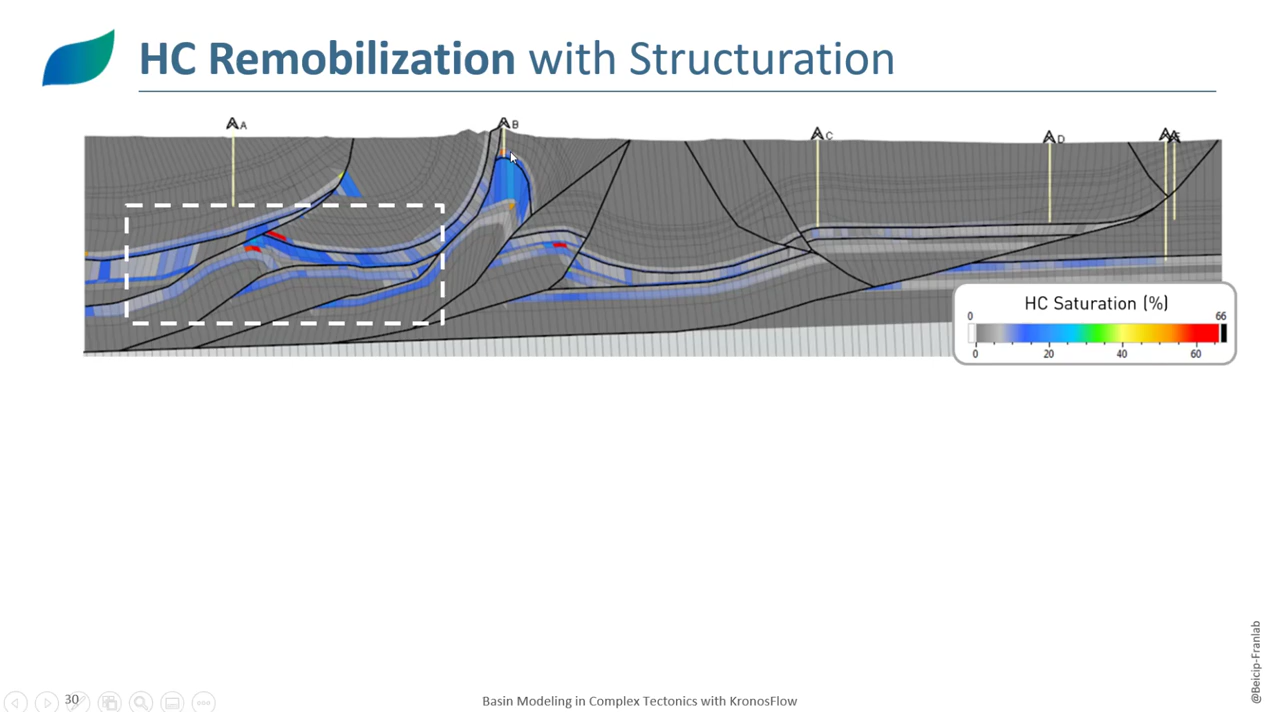 HC Remobilization with Structuration
A
B
C
D
E
HC Saturation (%)
0 66
0 20 40 60
@Beicip-Franlab
30
Basin Modeling in Complex Tectonics with KronosFlow